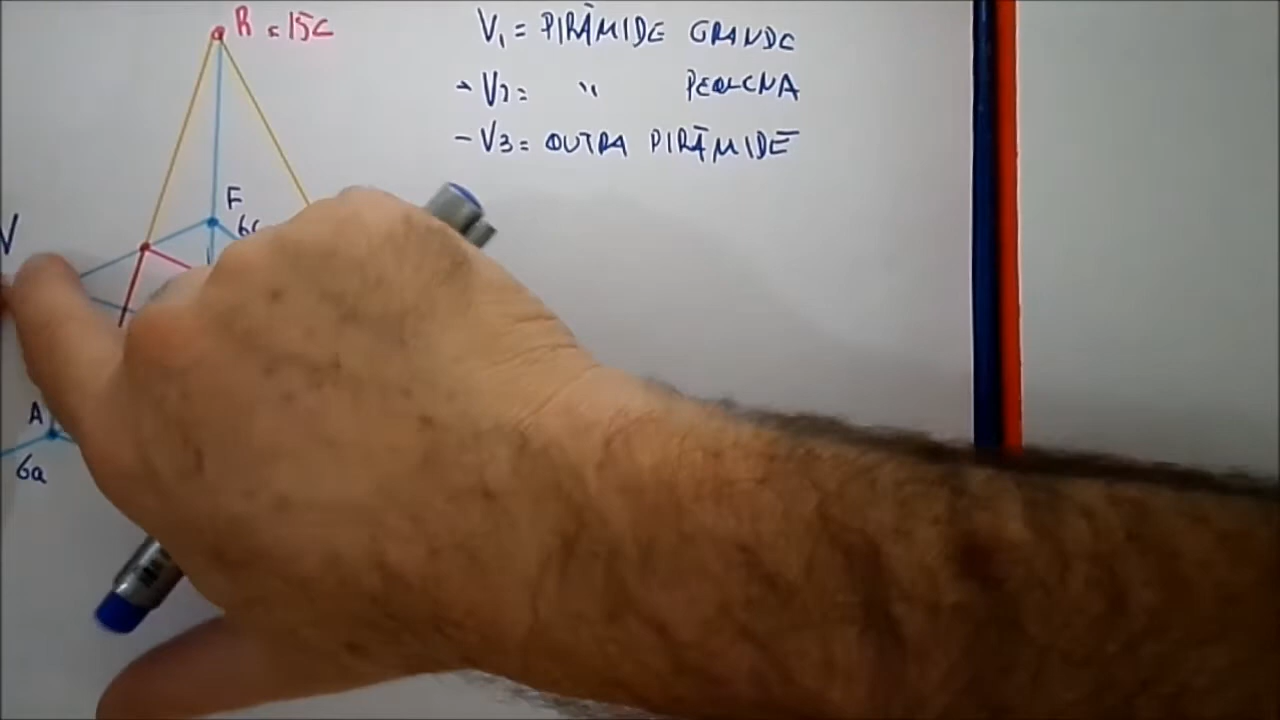 R = 15c
V₁ = PIRÂMIDE GRANDE
- V2 = " PEQUENA
- V3 = OUTRA PIRÂMIDE
F
V
A
6a